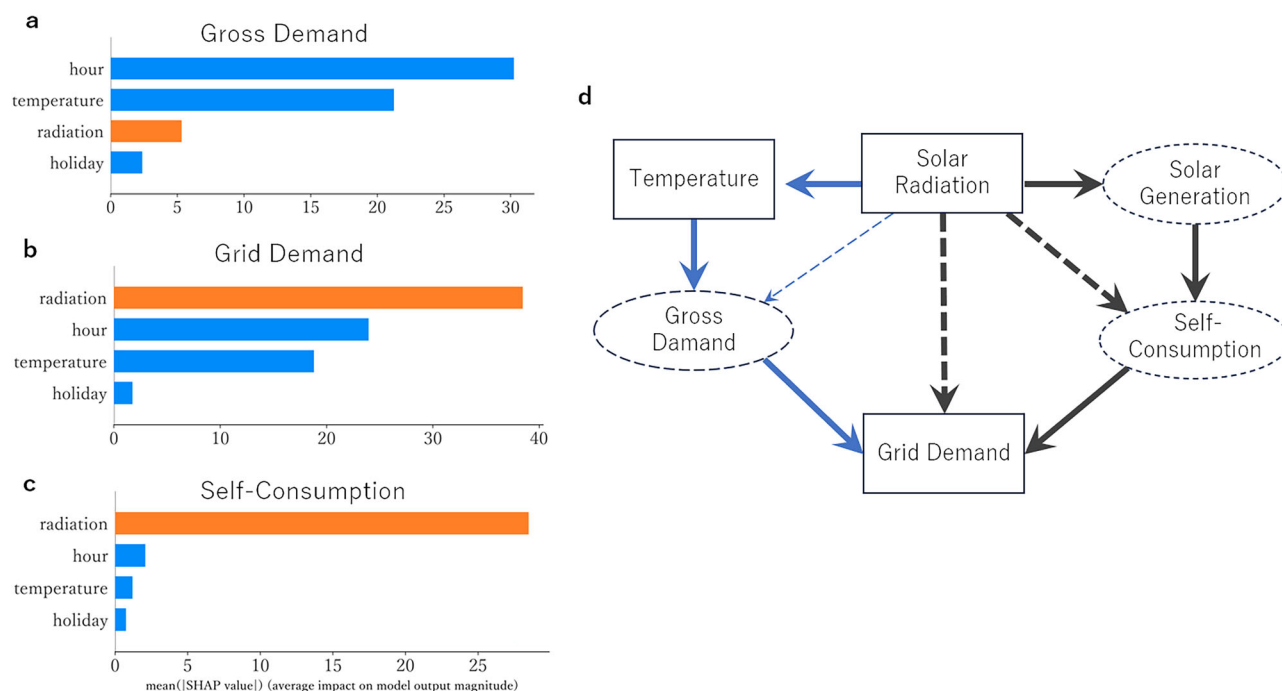 a
Gross Demand
hour
temperature
radiation
holiday
0 5 10 15 20 25 30
b
Grid Demand
radiation
hour
temperature
holiday
0 10 20 30 40
c
Self-Consumption
radiation
hour
temperature
holiday
0 5 10 15 20 25
mean(|SHAP value|) (average impact on model output magnitude)
d
Temperature
Solar
Radiation
Solar
Generation
Gross
Damand
Self-
Consumption
Grid Demand